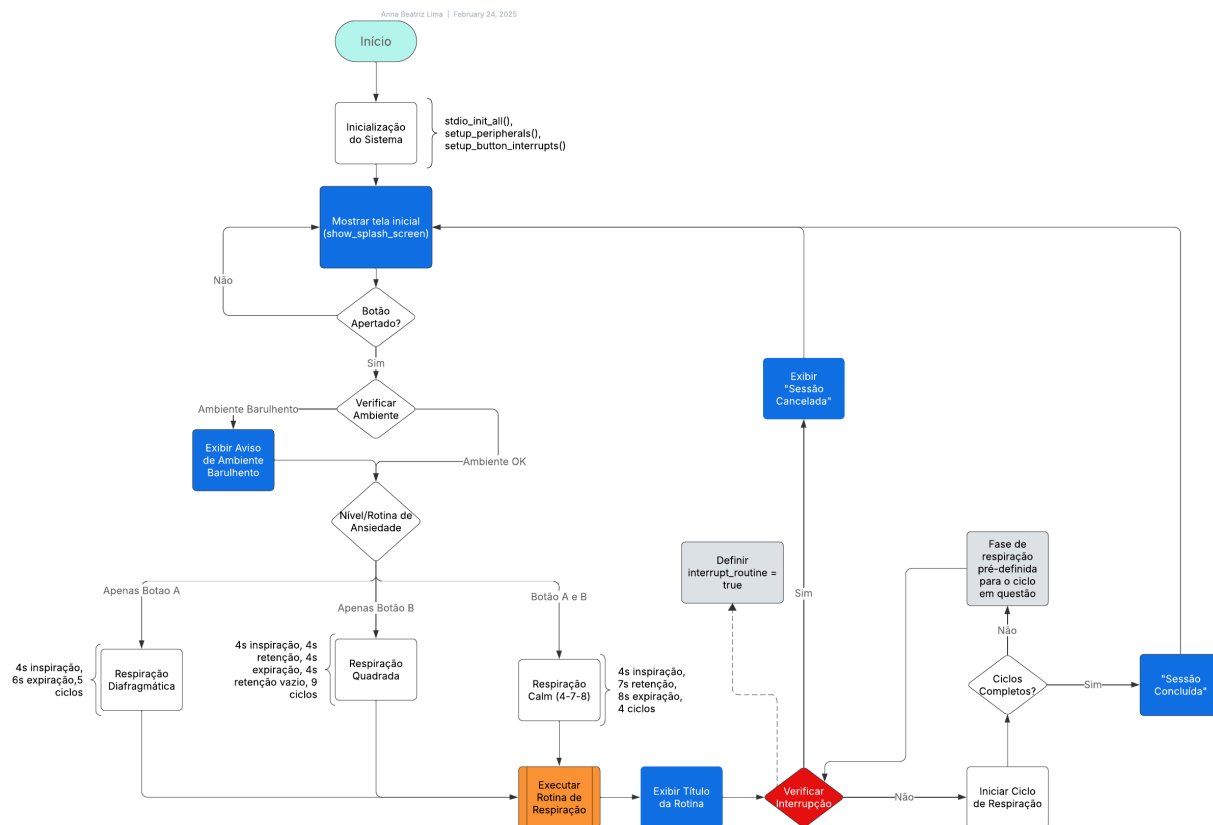 Anna Beatriz Lima | February 24, 2025
Início
Inicialização
do Sistema
stdio_init_all(),
setup_peripherals(),
setup_button_interrupts()
Mostrar tela inicial
(show_splash_screen)
Não
Botão
Apertado?
Sim
Verificar
Ambiente
Ambiente Barulhento
Exibir Aviso
de Ambiente
Barulhento
Ambiente OK
Nível/Rotina de
Ansiedade
Apenas Botao A
Apenas Botão B
Botão A e B
4s inspiração,
6s expiração,5
ciclos
Respiração
Diafragmática
4s inspiração, 4s
retenção, 4s
expiração, 4s
retenção vazio, 9
ciclos
Respiração
Quadrada
Respiração
Calm (4-7-8)
4s inspiração,
7s retenção,
8s expiração,
4 ciclos
Executar
Rotina de
Respiração
Exibir Título
da Rotina
Verificar
Interrupção
Definir
interrupt_routine =
true
Sim
Exibir
"Sessão
Cancelada"
Não
Iniciar Ciclo
de Respiração
Ciclos
Completos?
Não
Fase de
respiração
pré-definida
para o ciclo
em questão
Sim
"Sessão
Concluída"